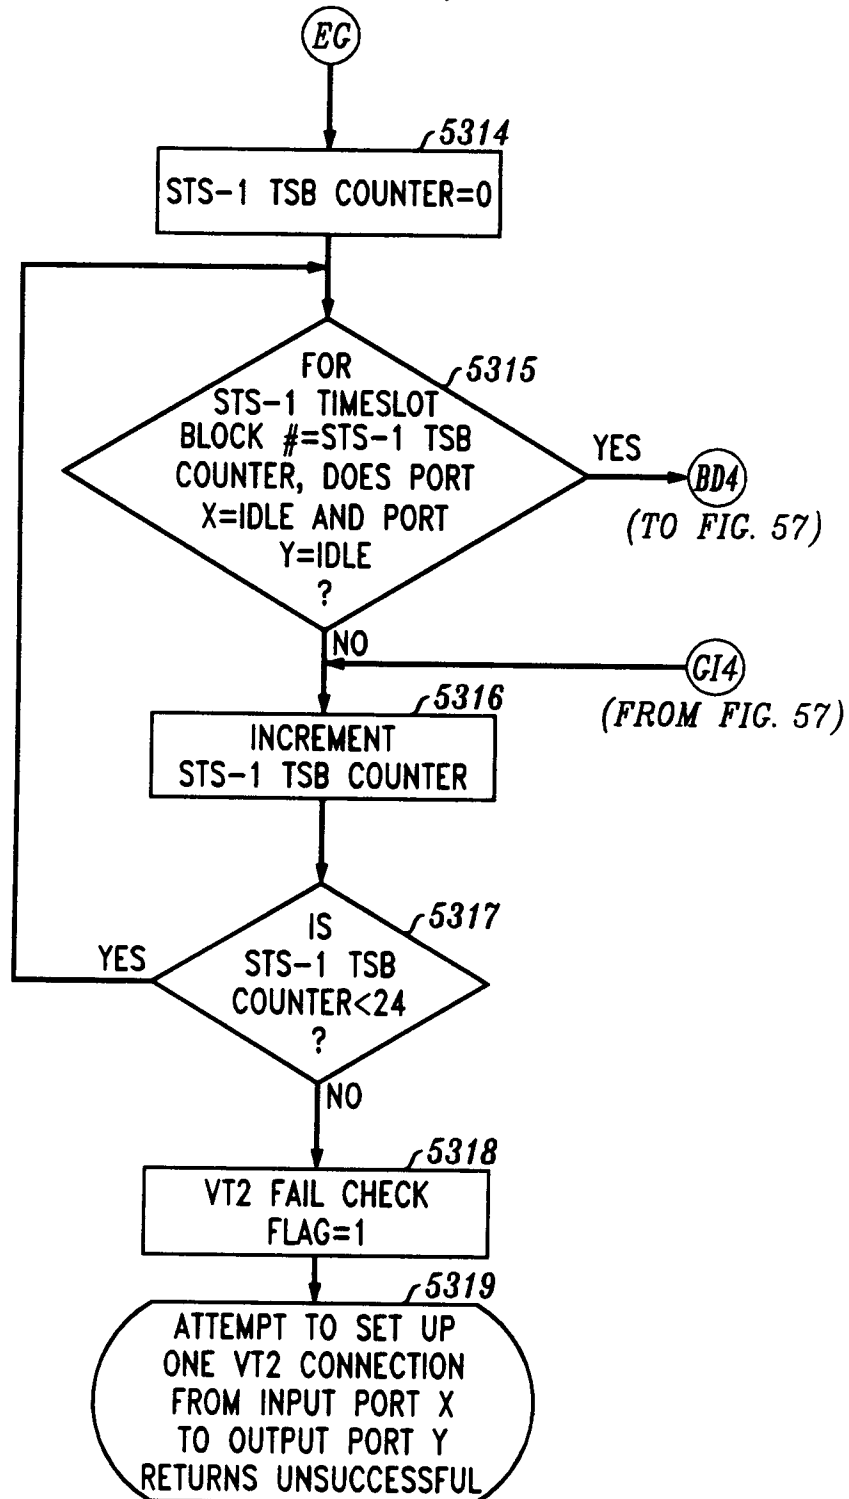 EG
5314
STS-1 TSB COUNTER=0
5315
FOR
STS-1 TIMESLOT
BLOCK #=STS-1 TSB
COUNTER, DOES PORT
X=IDLE AND PORT
Y=IDLE
?
YES
BD4
(TO FIG. 57)
NO
GI4
(FROM FIG. 57)
5316
INCREMENT
STS-1 TSB COUNTER
5317
IS
STS-1 TSB
COUNTER<24
?
YES
NO
5318
VT2 FAIL CHECK
FLAG=1
5319
ATTEMPT TO SET UP
ONE VT2 CONNECTION
FROM INPUT PORT X
TO OUTPUT PORT Y
RETURNS UNSUCCESSFUL